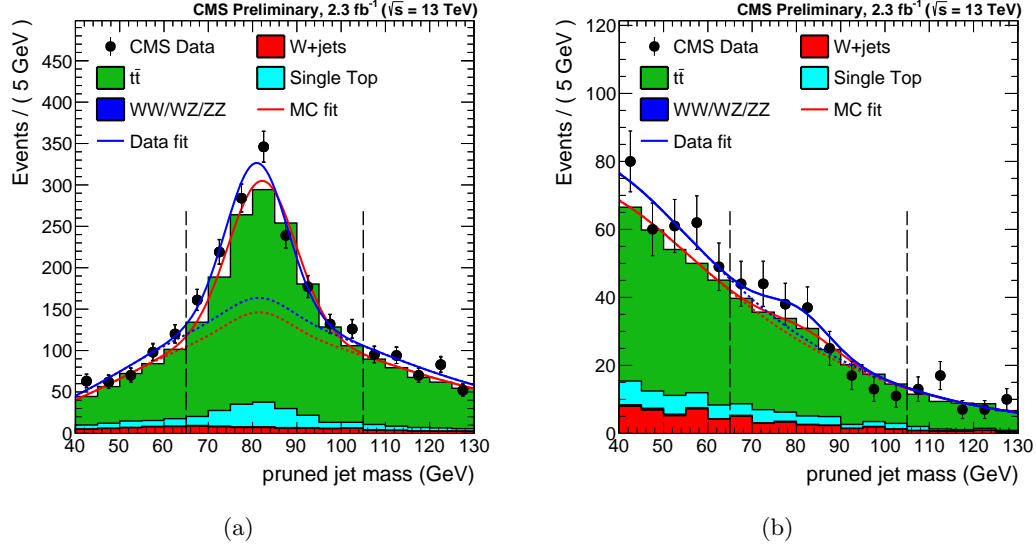 CMS Preliminary, 2.3 fb⁻¹ (√s = 13 TeV)
Events / ( 5 GeV )
450
400
350
300
250
200
150
100
50
0
CMS Data
W+jets
tt̄
Single Top
WW/WZ/ZZ
MC fit
Data fit
40 50 60 70 80 90 100 110 120 130
pruned jet mass (GeV)
(a)
CMS Preliminary, 2.3 fb⁻¹ (√s = 13 TeV)
Events / ( 5 GeV )
120
100
80
60
40
20
0
CMS Data
W+jets
tt̄
Single Top
WW/WZ/ZZ
MC fit
Data fit
40 50 60 70 80 90 100 110 120 130
pruned jet mass (GeV)
(b)